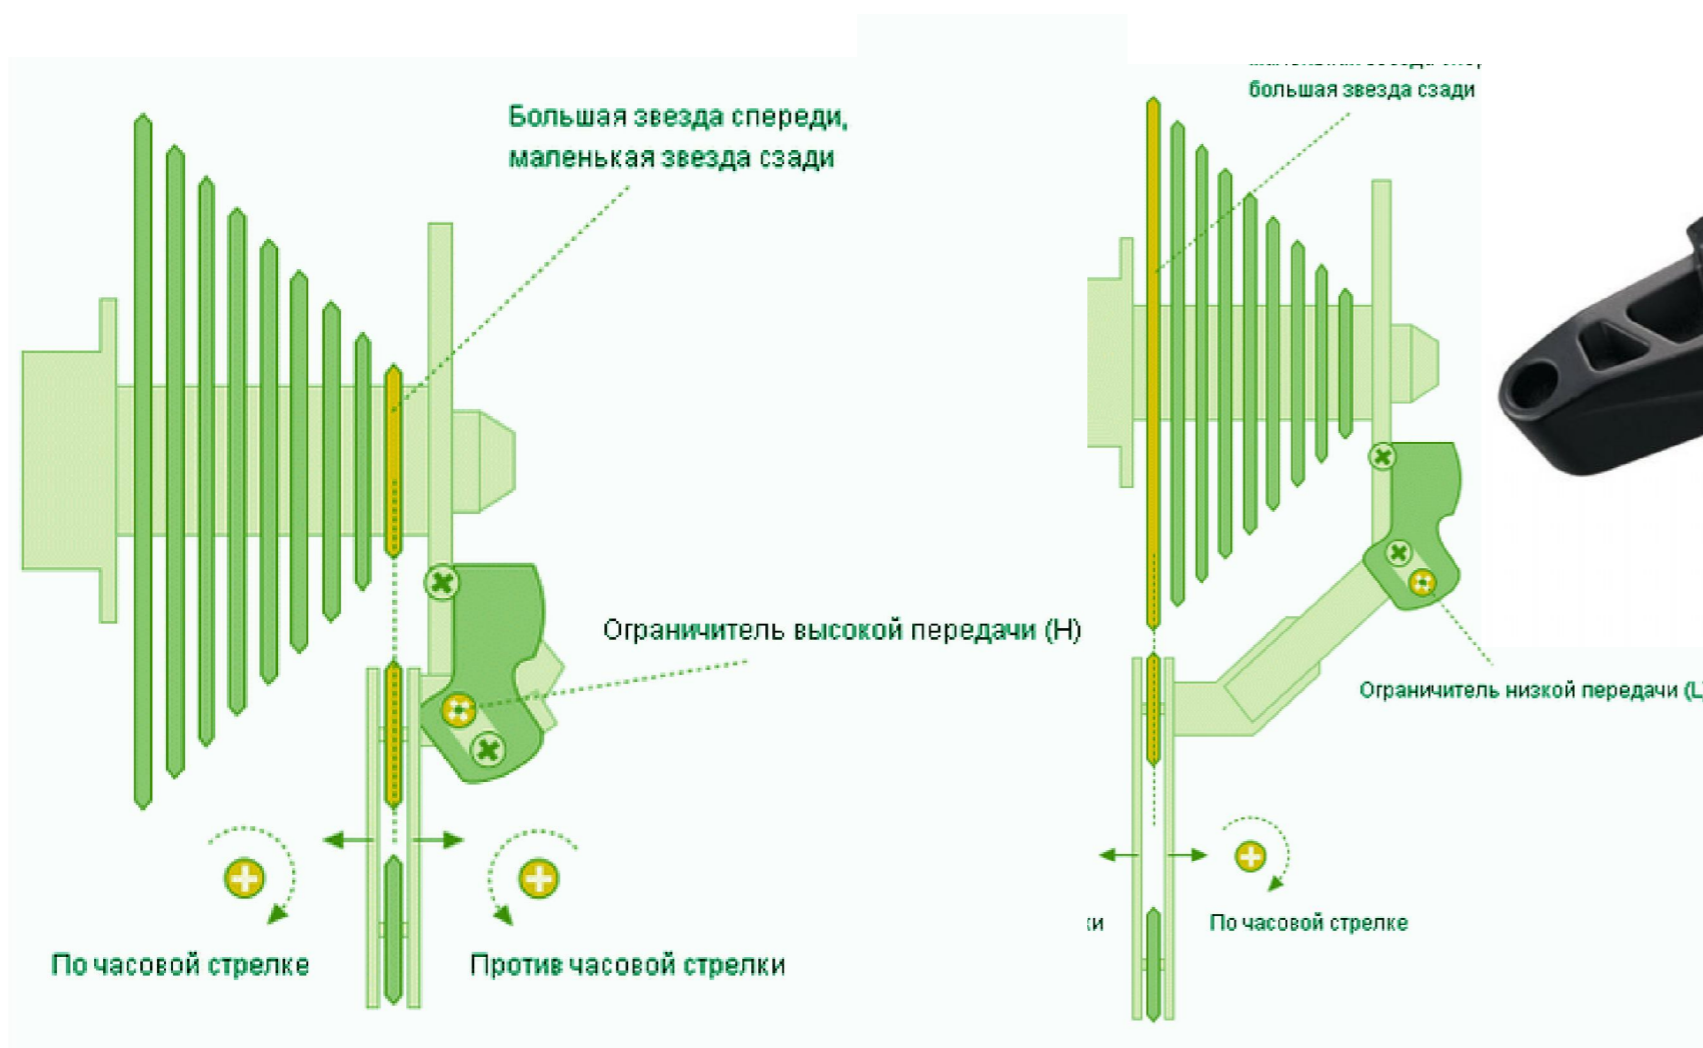 Большая звезда спереди,
маленькая звезда сзади
Ограничитель высокой передачи (H)
По часовой стрелке
Против часовой стрелки
большая звезда сзади
Ограничитель низкой передачи (L)
ки
По часовой стрелке